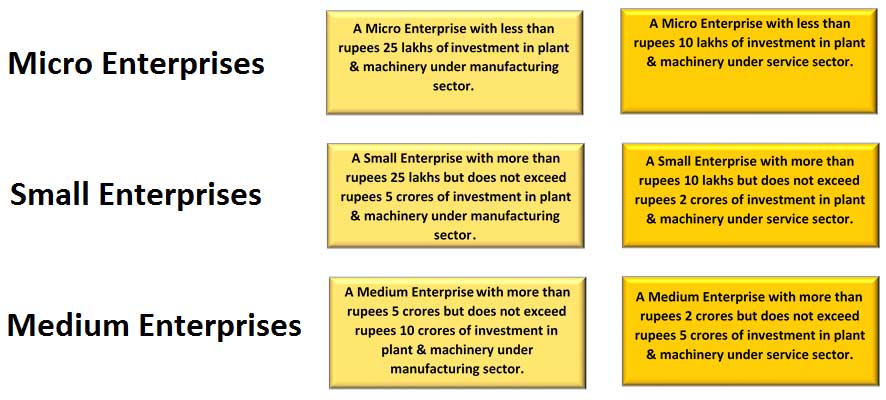 Micro Enterprises
A Micro Enterprise with less than
rupees 25 lakhs of investment in plant
& machinery under manufacturing
sector.
A Micro Enterprise with less than
rupees 10 lakhs of investment in plant
& machinery under service sector.
Small Enterprises
A Small Enterprise with more than
rupees 25 lakhs but does not exceed
rupees 5 crores of investment in plant
& machinery under manufacturing
sector.
A Small Enterprise with more than
rupees 10 lakhs but does not exceed
rupees 2 crores of investment in plant
& machinery under service sector.
Medium Enterprises
A Medium Enterprise with more than
rupees 5 crores but does not exceed
rupees 10 crores of investment in
plant & machinery under
manufacturing sector.
A Medium Enterprise with more than
rupees 2 crores but does not exceed
rupees 5 crores of investment in plant
& machinery under service sector.